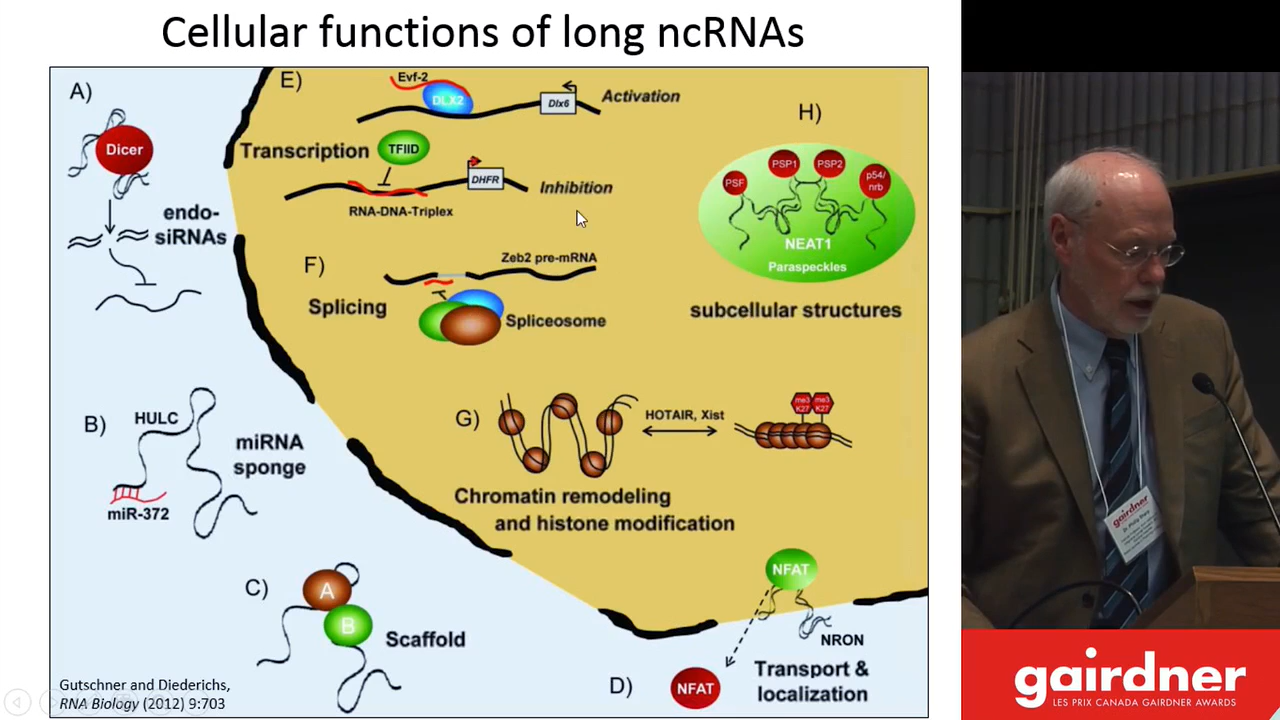 Cellular functions of long ncRNAs
A)
Dicer
endo-
siRNAs
B)
HULC
miRNA
sponge
miR-372
C)
A
B
Scaffold
D)
NFAT
NFAT
NRON
Transport &
localization
E)
Evf-2
DLX2
Dlx6
Activation
Transcription
TFIID
DHFR
Inhibition
RNA-DNA-Triplex
F)
Zeb2 pre-mRNA
Splicing
Spliceosome
G)
HOTAIR, Xist
me3
K27
me3
K27
Chromatin remodeling
and histone modification
H)
PSF
PSP1
PSP2
p54/
nrb
NEAT1
Paraspeckles
subcellular structures
Gutschner and Diederichs,
RNA Biology (2012) 9:703
gairdner
gairdner
LES PRIX CANADA GAIRDNER AWARDS